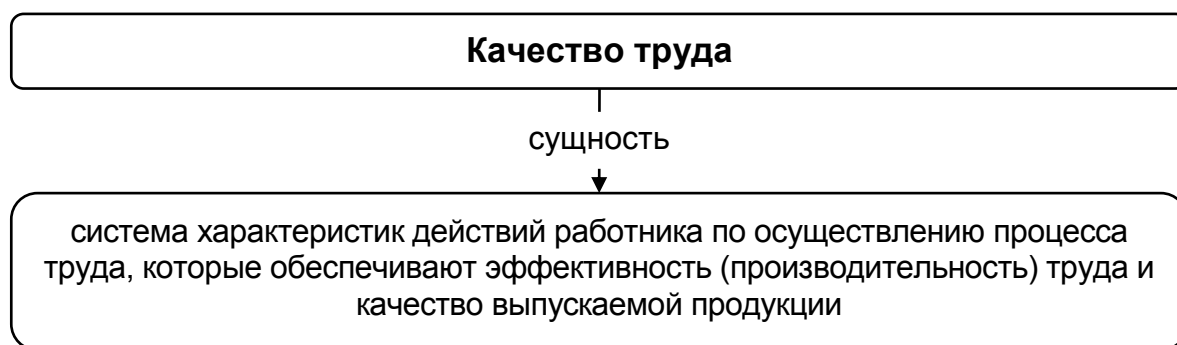 Качество труда
сущность
система характеристик действий работника по осуществлению процесса
труда, которые обеспечивают эффективность (производительность) труда и
качество выпускаемой продукции